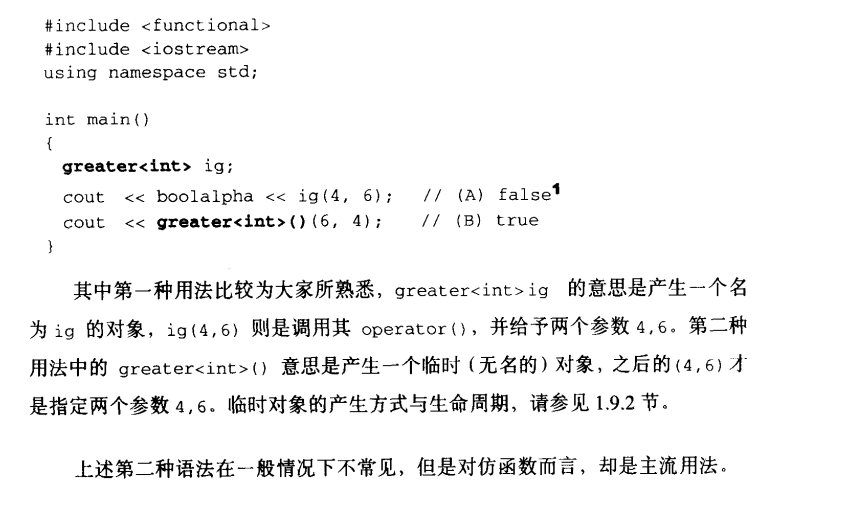 #include <functional>
#include <iostream>
using namespace std;
int main()
{
greater<int> ig;
cout << boolalpha << ig(4, 6); // (A) false1
cout << greater<int>()(6, 4); // (B) true
}
其中第一种用法比较为大家所熟悉，greater<int>ig 的意思是产生一个名
为 ig 的对象，ig(4,6) 则是调用其 operator()，并给予两个参数 4,6。第二种
用法中的 greater<int>() 意思是产生一个临时（无名的）对象，之后的(4,6)才
是指定两个参数 4,6。临时对象的产生方式与生命周期，请参见 1.9.2 节。
上述第二种语法在一般情况下不常见，但是对仿函数而言，却是主流用法。